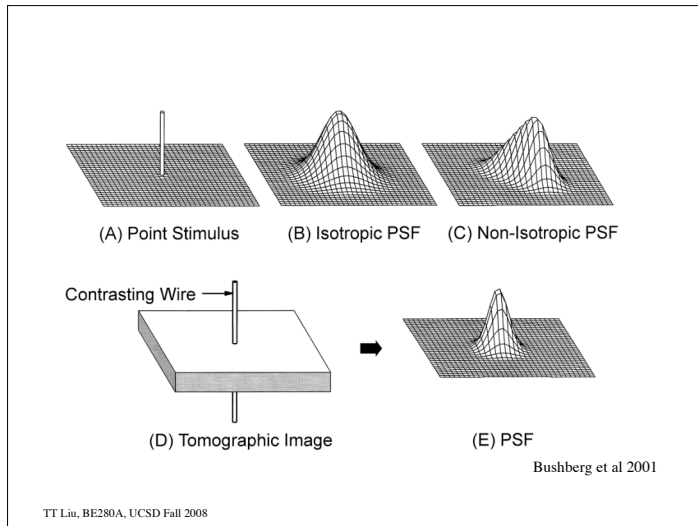 (A) Point Stimulus
(B) Isotropic PSF
(C) Non-Isotropic PSF
Contrasting Wire
(D) Tomographic Image
(E) PSF
Bushberg et al 2001
TT Liu, BE280A, UCSD Fall 2008